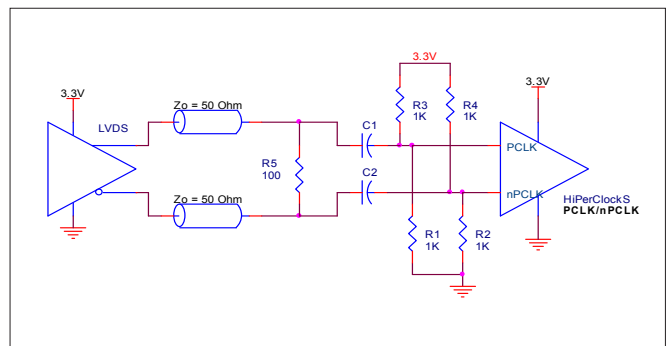 3.3V
LVDS
Zo = 50 Ohm
Zo = 50 Ohm
R5
100
C1
C2
3.3V
R3
1K
R4
1K
R1
1K
R2
1K
3.3V
PCLK
nPCLK
HiPerClockS
PCLK/nPCLK